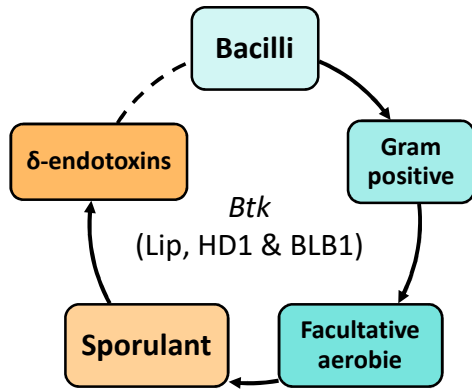 Bacilli
Gram
positive
δ-endotoxins
Btk
(Lip, HD1 & BLB1)
Sporulant
Facultative
aerobie